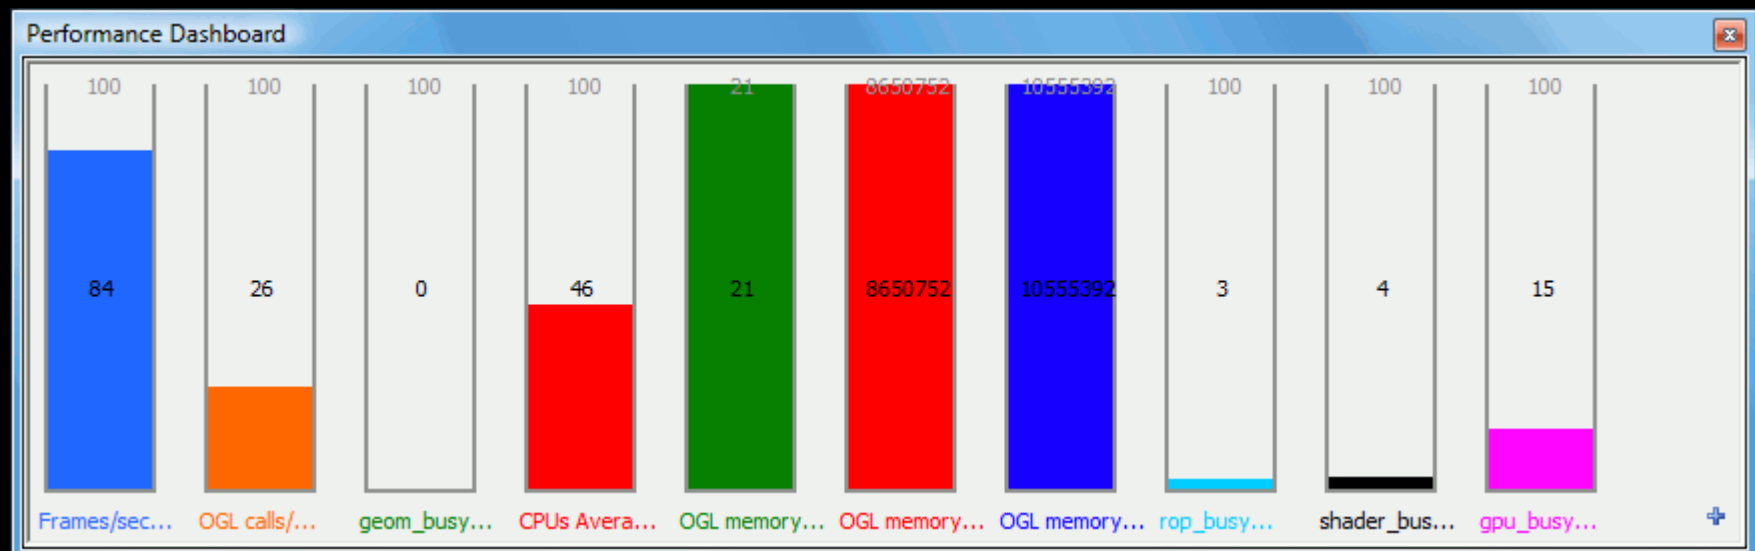 Performance Dashboard
100 100 100 100 21 8650752 10555392 100 100 100
84 26 0 46 21 8650752 10555392 3 4 15
Frames/sec... OGL calls/... geom_busy... CPUs Avera... OGL memory... OGL memory... OGL memory... rop_busy... shader_bus... gpu_busy...